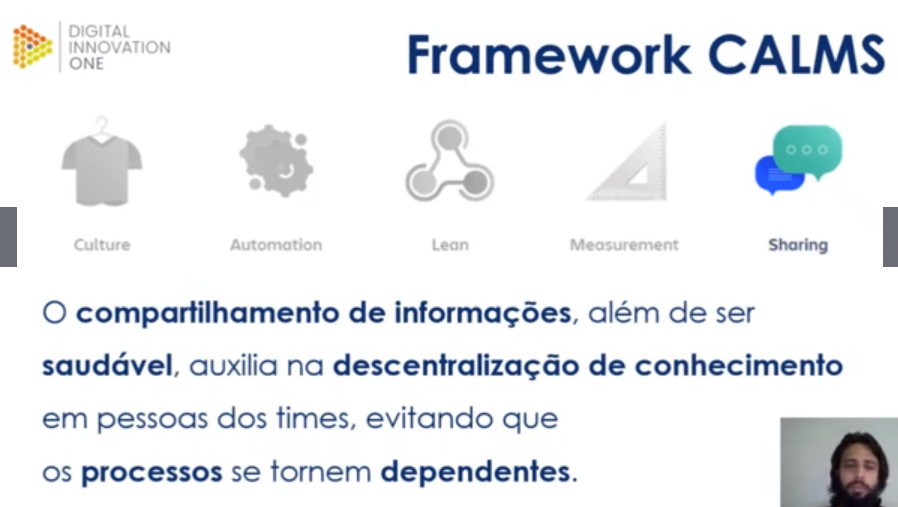 DIGITAL
INNOVATION
ONE
Framework CALMS
Culture
Automation
Lean
Measurement
Sharing
O compartilhamento de informações, além de ser
saudável, auxilia na descentralização de conhecimento
em pessoas dos times, evitando que
os processos se tornem dependentes.